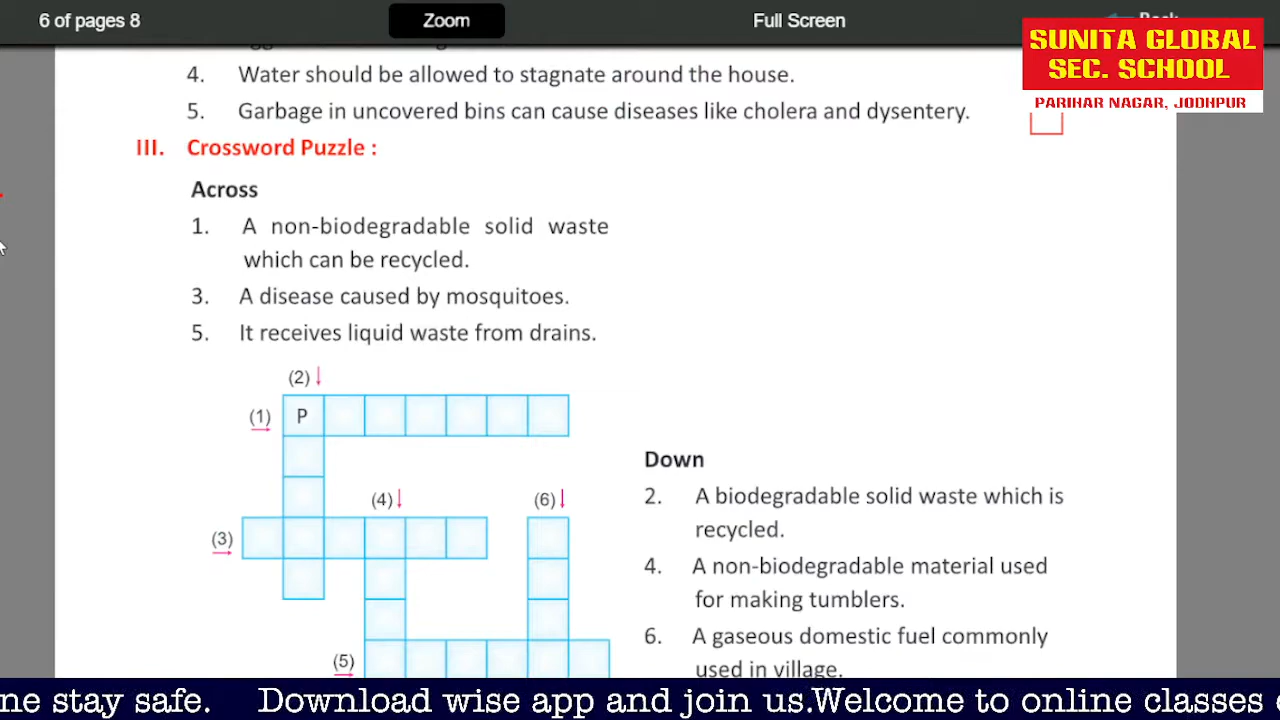 6 of pages 8
Zoom
Full Screen
SUNITA GLOBAL
SEC. SCHOOL
PARIHAR NAGAR, JODHPUR
4. Water should be allowed to stagnate around the house.
5. Garbage in uncovered bins can cause diseases like cholera and dysentery.
III. Crossword Puzzle :
Across
1. A non-biodegradable solid waste
which can be recycled.
3. A disease caused by mosquitoes.
5. It receives liquid waste from drains.
(2)
(1) P
(4) (6)
(3)
(5)
Down
2. A biodegradable solid waste which is
recycled.
4. A non-biodegradable material used
for making tumblers.
6. A gaseous domestic fuel commonly
used in village.
ne stay safe. Download wise app and join us.Welcome to online classes